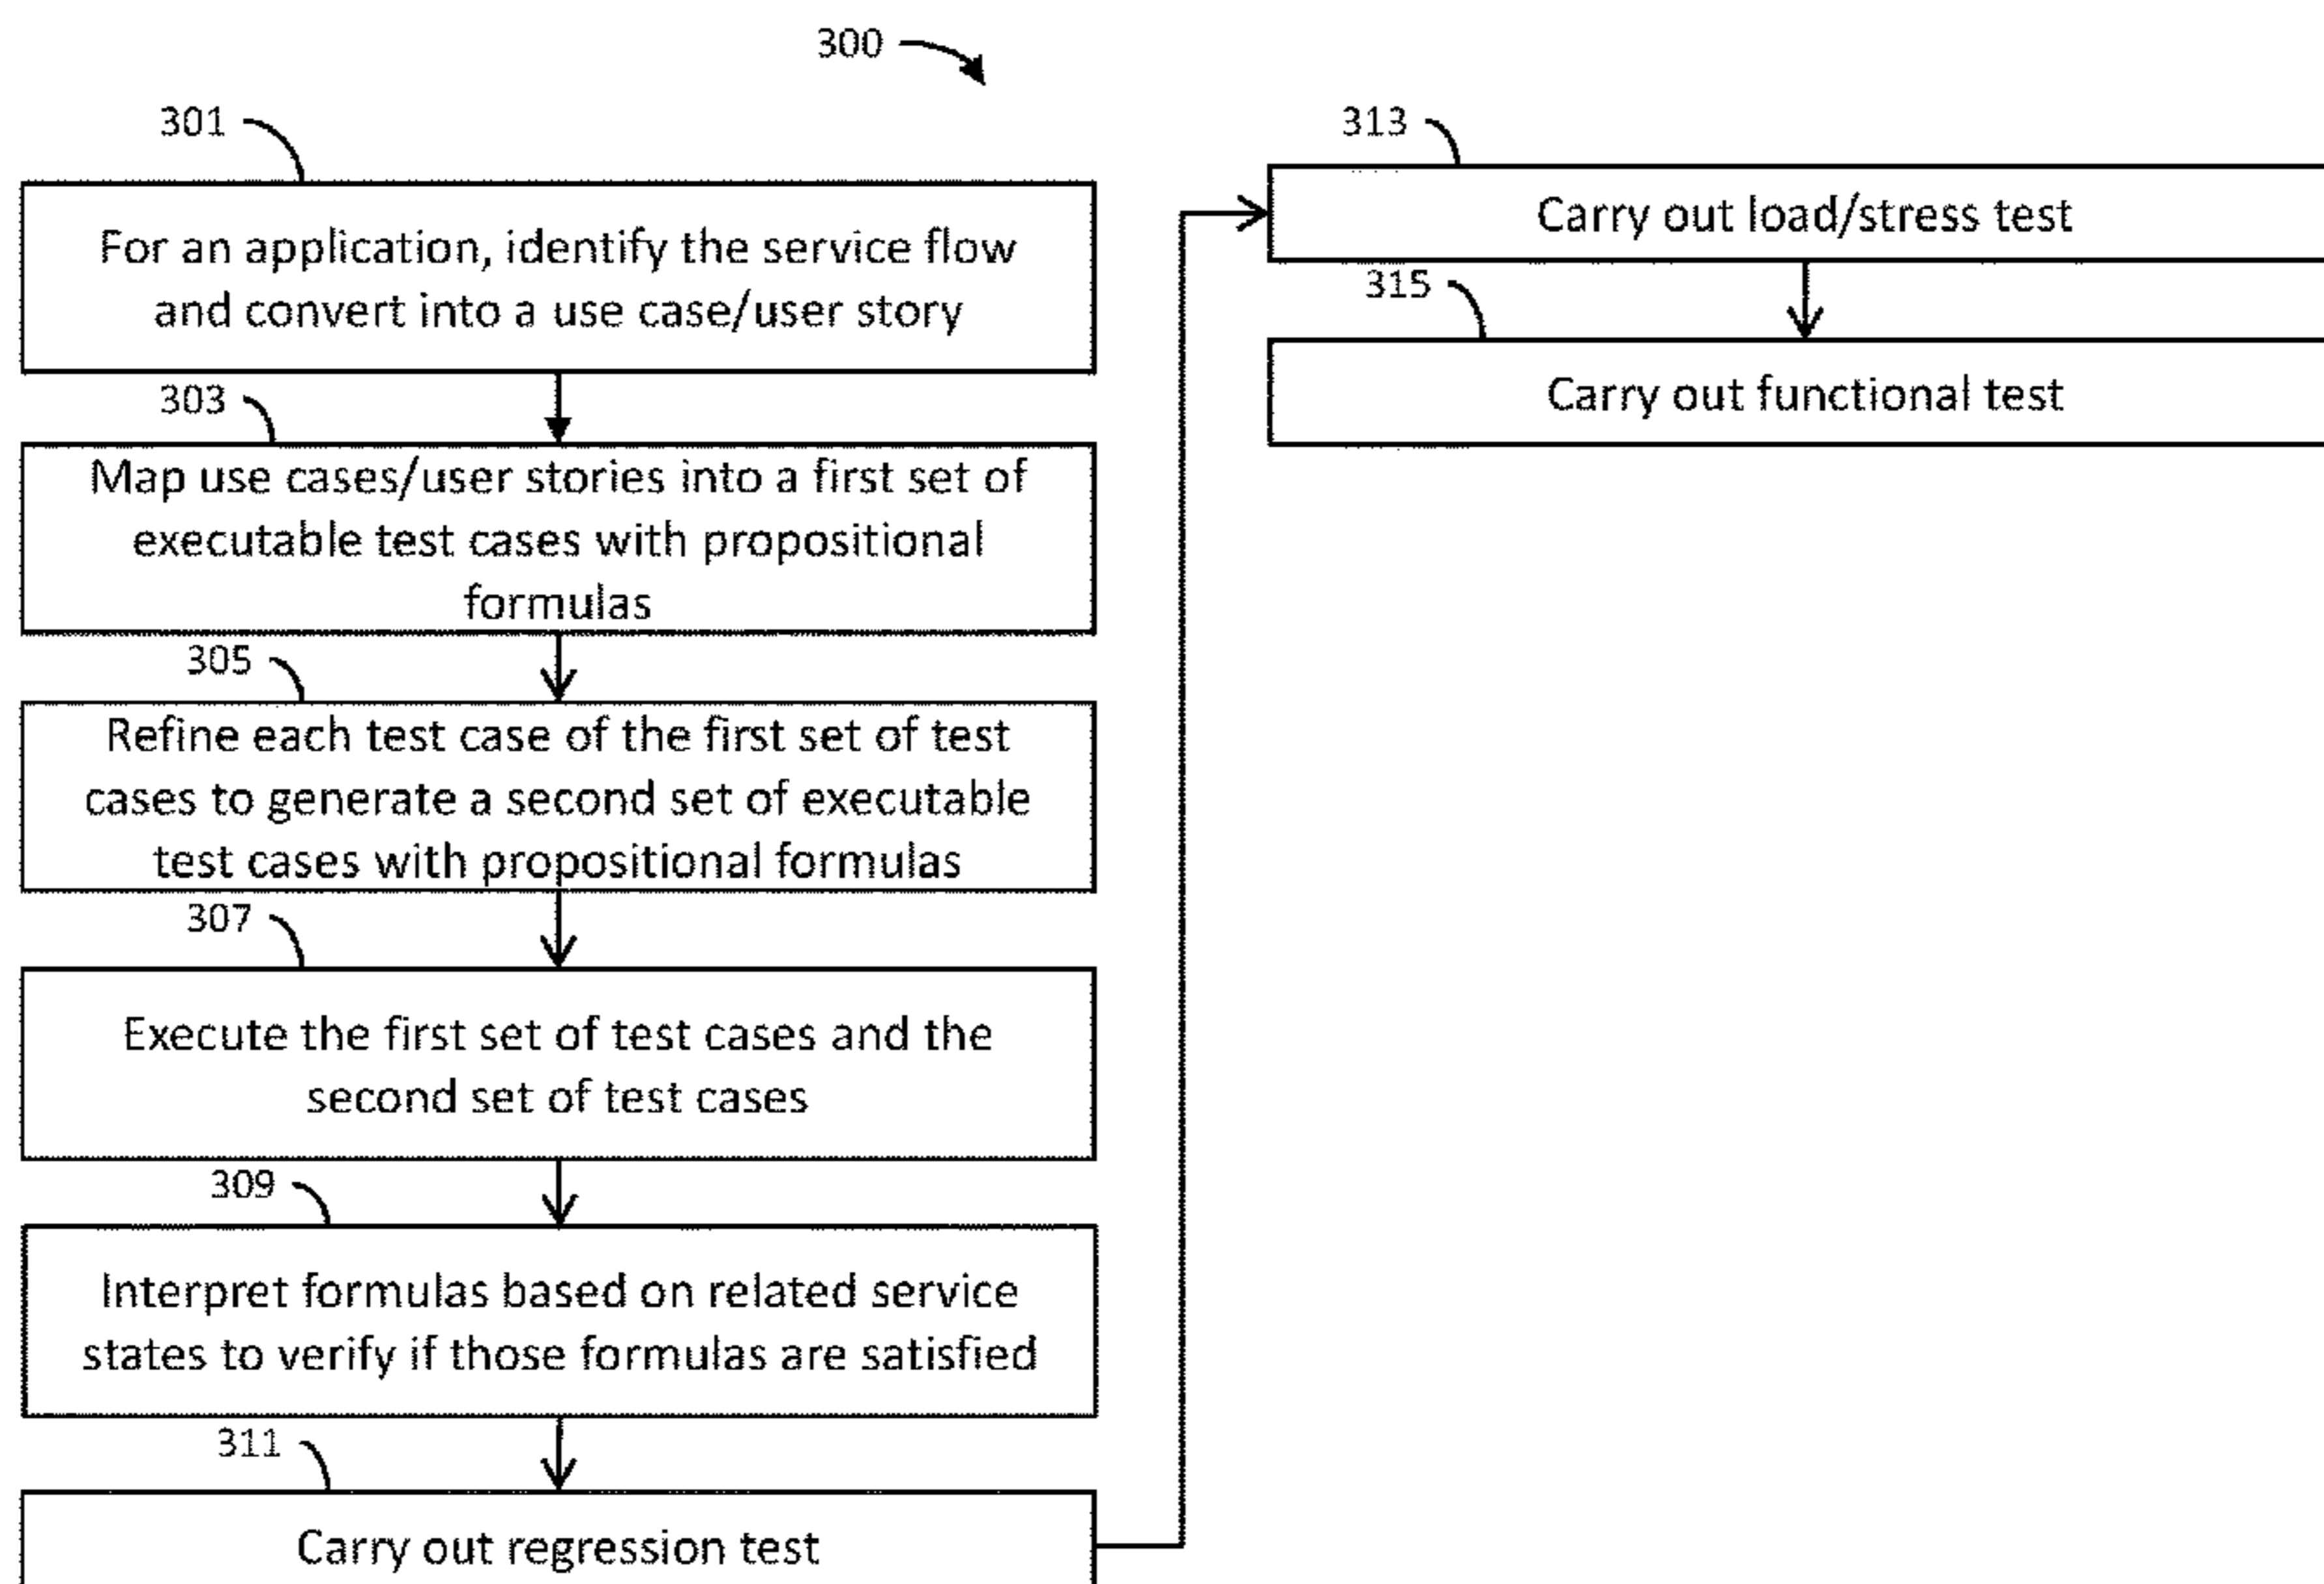 300
301
For an application, identify the service flow
and convert into a use case/user story
303
Map use cases/user stories into a first set of
executable test cases with propositional
formulas
305
Refine each test case of the first set of test
cases to generate a second set of executable
test cases with propositional formulas
307
Execute the first set of test cases and the
second set of test cases
309
Interpret formulas based on related service
states to verify if those formulas are satisfied
311
Carry out regression test
313
Carry out load/stress test
315
Carry out functional test